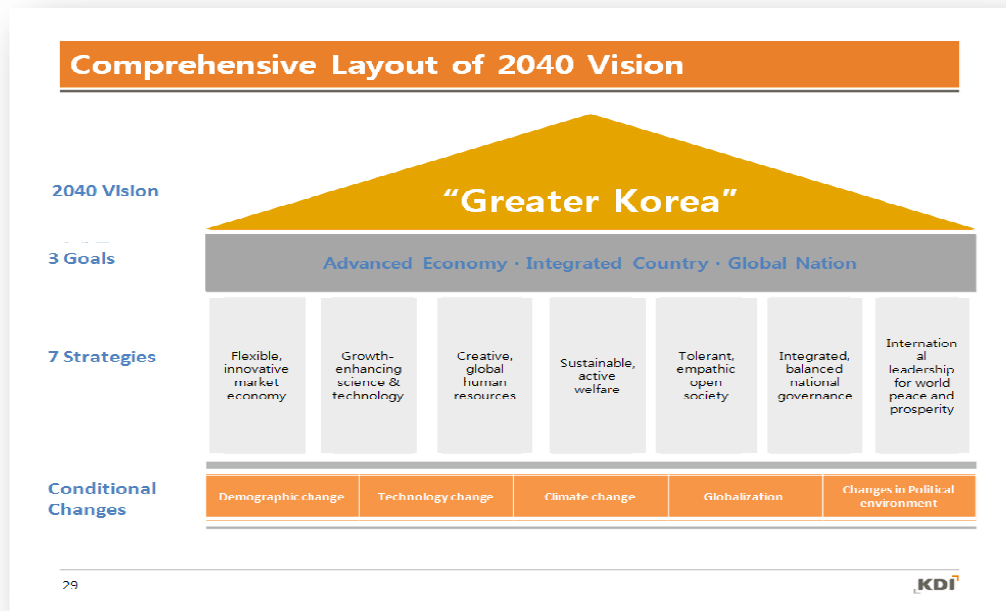 Comprehensive Layout of 2040 Vision
2040 Vision
“Greater Korea”
3 Goals
Advanced Economy · Integrated Country · Global Nation
7 Strategies
Flexible,
innovative
market
economy
Growth-
enhancing
science &
technology
Creative,
global
human
resources
Sustainable,
active
welfare
Tolerant,
empathic
open
society
Integrated,
balanced
national
governance
Internation
al
leadership
for world
peace and
prosperity
Conditional
Changes
Demographic change
Technology change
Climate change
Globalization
Changes in Political
environment
29
KDI